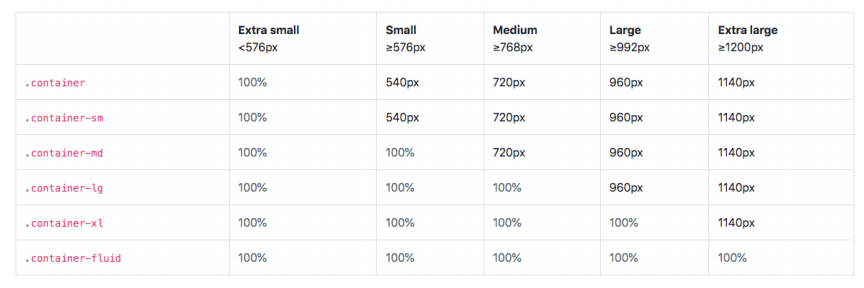 Extra small Small Medium Large Extra large
<576px ≥576px ≥768px ≥992px ≥1200px
.container 100% 540px 720px 960px 1140px
.container-sm 100% 540px 720px 960px 1140px
.container-md 100% 100% 720px 960px 1140px
.container-lg 100% 100% 100% 960px 1140px
.container-xl 100% 100% 100% 100% 1140px
.container-fluid 100% 100% 100% 100% 100%